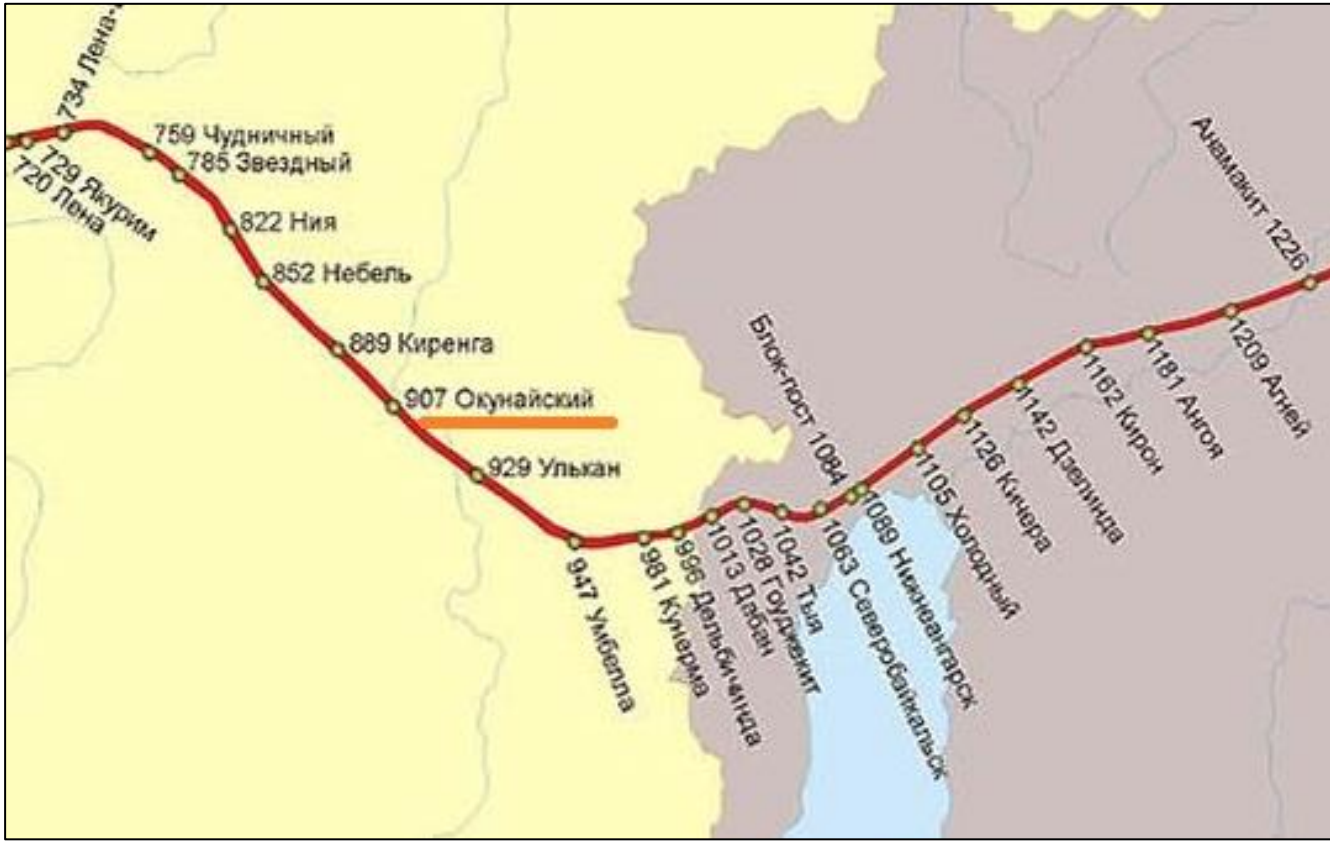 734 Лена-
729 Якурим
720 Лена
759 Чудничный
785 Звездный
822 Ния
852 Небель
889 Киренга
907 Окунайский
929 Улькан
947 Умбелла
981 Кунерма
996 Дельбичинда
1013 Дабан
1028 Гоуджекит
1042 Тыя
1063 Северобайкальск
Блок-пост 1084
1089 Нижнеангарск
1105 Холодный
1126 Кичера
1142 Дзелинда
1162 Кирон
1181 Ангоя
1209 Агней
Анамакит 1226